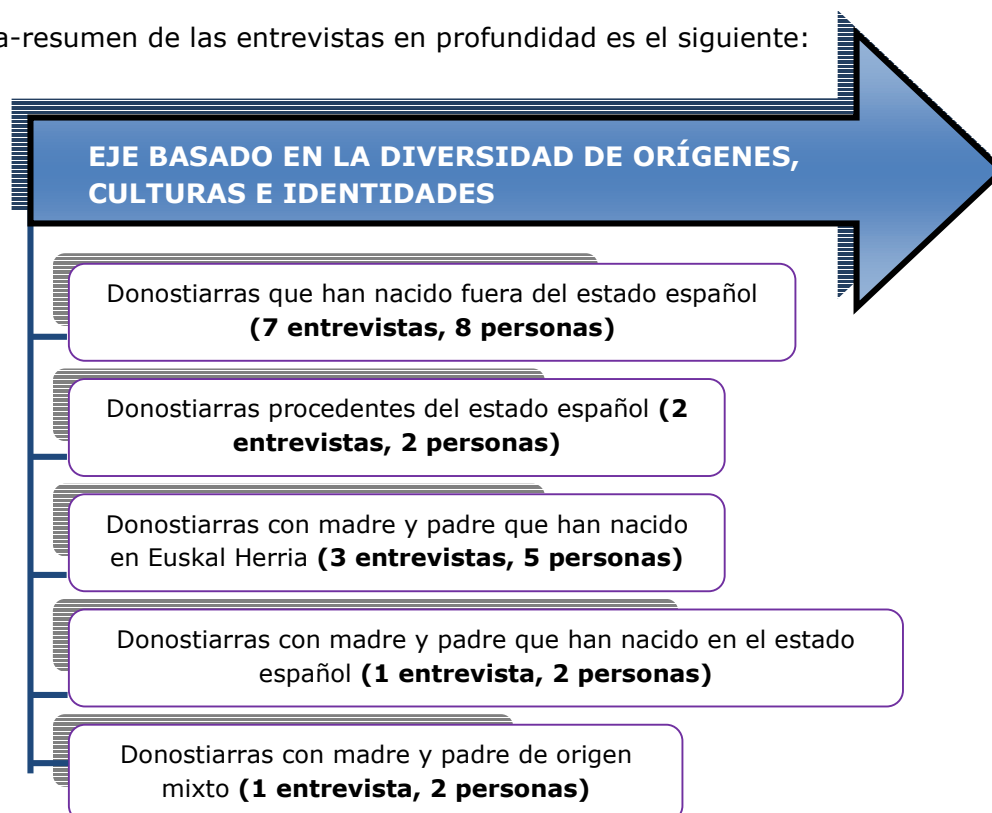 a-resumen de las entrevistas en profundidad es el siguiente:
EJE BASADO EN LA DIVERSIDAD DE ORÍGENES,
CULTURAS E IDENTIDADES
Donostiarras que han nacido fuera del estado español
(7 entrevistas, 8 personas)
Donostiarras procedentes del estado español (2
entrevistas, 2 personas)
Donostiarras con madre y padre que han nacido
en Euskal Herria (3 entrevistas, 5 personas)
Donostiarras con madre y padre que han nacido en el estado
español (1 entrevista, 2 personas)
Donostiarras con madre y padre de origen
mixto (1 entrevista, 2 personas)